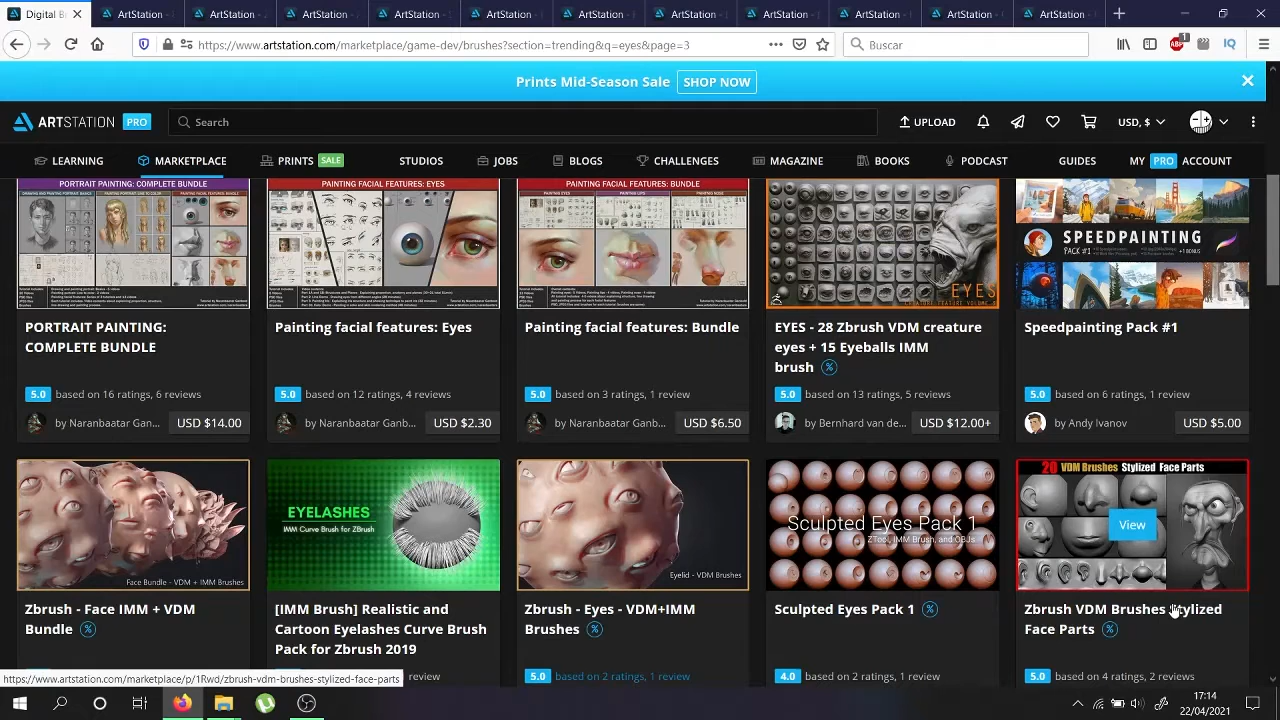 Digital B
ArtStation
ArtStation -
ArtStation -
ArtStation -
ArtStation -
ArtStation -
ArtStation -
ArtStation -
ArtStation -
ArtStation -
ArtStation -
ArtStation -
https://www.artstation.com/marketplace/game-dev/brushes?section=trending&q=eyes&page=3
Buscar
ABP
1
IQ
Prints Mid-Season Sale
SHOP NOW
ARTSTATION
PRO
Search
UPLOAD
USD, $
LEARNING
MARKETPLACE
PRINTS
SALE
STUDIOS
JOBS
BLOGS
CHALLENGES
MAGAZINE
BOOKS
PODCAST
GUIDES
MY PRO ACCOUNT
PORTRAIT PAINTING: COMPLETE BUNDLE
PAINTING FACIAL FEATURES: EYES
PAINTING FACIAL FEATURES: BUNDLE
EYES
SPEEDPAINTING
PACK #1
PORTRAIT PAINTING:
COMPLETE BUNDLE
5.0 based on 16 ratings, 6 reviews
by Naranbaatar Gan...
USD $14.00
Painting facial features: Eyes
5.0 based on 12 ratings, 4 reviews
by Naranbaatar Ganb...
USD $2.30
Painting facial features: Bundle
5.0 based on 3 ratings, 1 review
by Naranbaatar Ganb...
USD $6.50
EYES - 28 Zbrush VDM creature
eyes + 15 Eyeballs IMM
brush
5.0 based on 13 ratings, 5 reviews
by Bernhard van de...
USD $12.00+
Speedpainting Pack #1
5.0 based on 6 ratings, 1 review
by Andy Ivanov
USD $5.00
Face Bundle - VDM + IMM Brushes
EYELASHES
IMM Curve Brush for ZBrush
Eyelid - VDM Brushes
Sculpted Eyes Pack 1
ZTool, IMM Brush, and OBJs
20 VDM Brushes Stylized Face Parts
View
Zbrush - Face IMM + VDM
Bundle
[IMM Brush] Realistic and
Cartoon Eyelashes Curve Brush
Pack for Zbrush 2019
review
Zbrush - Eyes - VDM+IMM
Brushes
5.0 based on 2 ratings, 1 review
Sculpted Eyes Pack 1
4.0 based on 2 ratings, 1 review
Zbrush VDM Brushes Stylized
Face Parts
5.0 based on 4 ratings, 2 reviews
https://www.artstation.com/marketplace/p/1Rwd/zbrush-vdm-brushes-stylized-face-parts
17:14
22/04/2021